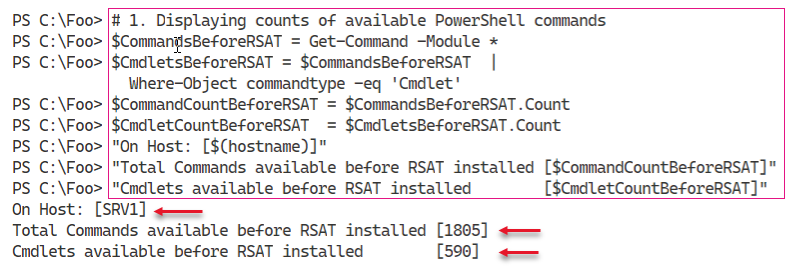 PS C:\Foo> # 1. Displaying counts of available PowerShell commands
PS C:\Foo> $CommandsBeforeRSAT = Get-Command -Module *
PS C:\Foo> $CmdletsBeforeRSAT = $CommandsBeforeRSAT  |
             Where-Object commandtype -eq 'Cmdlet'
PS C:\Foo> $CommandCountBeforeRSAT = $CommandsBeforeRSAT.Count
PS C:\Foo> $CmdletCountBeforeRSAT  = $CmdletsBeforeRSAT.Count
PS C:\Foo> "On Host: [$(hostname)]"
PS C:\Foo> "Total Commands available before RSAT installed [$CommandCountBeforeRSAT]"
PS C:\Foo> "Cmdlets available before RSAT installed        [$CmdletCountBeforeRSAT]"
On Host: [SRV1]
Total Commands available before RSAT installed [1805]
Cmdlets available before RSAT installed        [590]